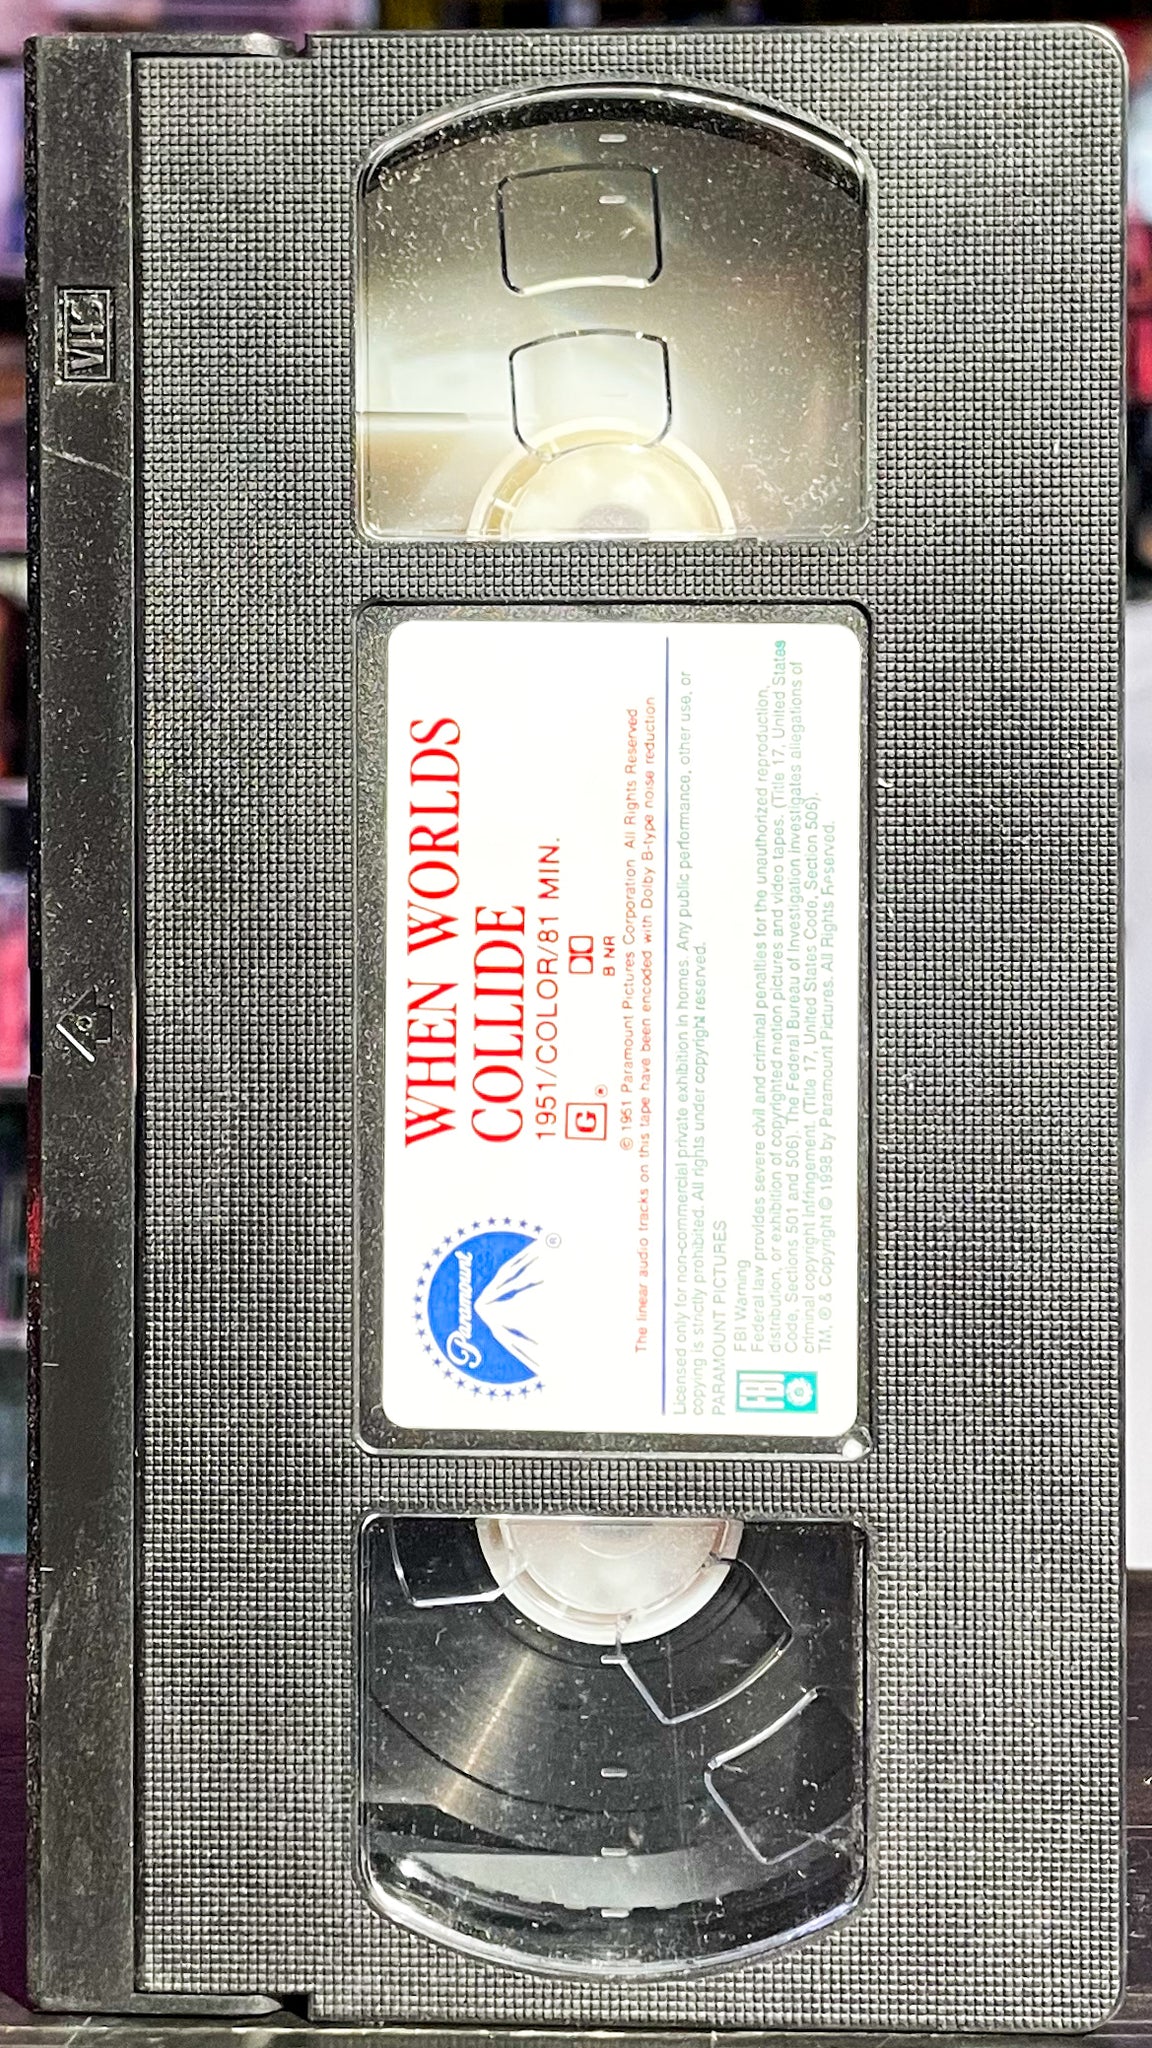 VHS
Paramount
®
WHEN WORLDS
COLLIDE
1951/COLOR/81 MIN.
G ®
B NR
© 1951 Paramount Pictures Corporation. All Rights Reserved
The linear audio tracks on this tape have been encoded with Dolby B-type noise reduction
Licensed only for non-commercial private exhibition in homes. Any public performance, other use, or
copying is strictly prohibited. All rights under copyright reserved.
PARAMOUNT PICTURES
FBI
FBI Warning
Federal law provides severe civil and criminal penalties for the unauthorized reproduction,
distribution, or exhibition of copyrighted motion pictures and video tapes. (Title 17, United States
Code, Sections 501 and 506). The Federal Bureau of Investigation investigates allegations of
criminal copyright infringement. (Title 17, United States Code, Section 506).
TM, ® & Copyright © 1998 by Paramount Pictures. All Rights Reserved.